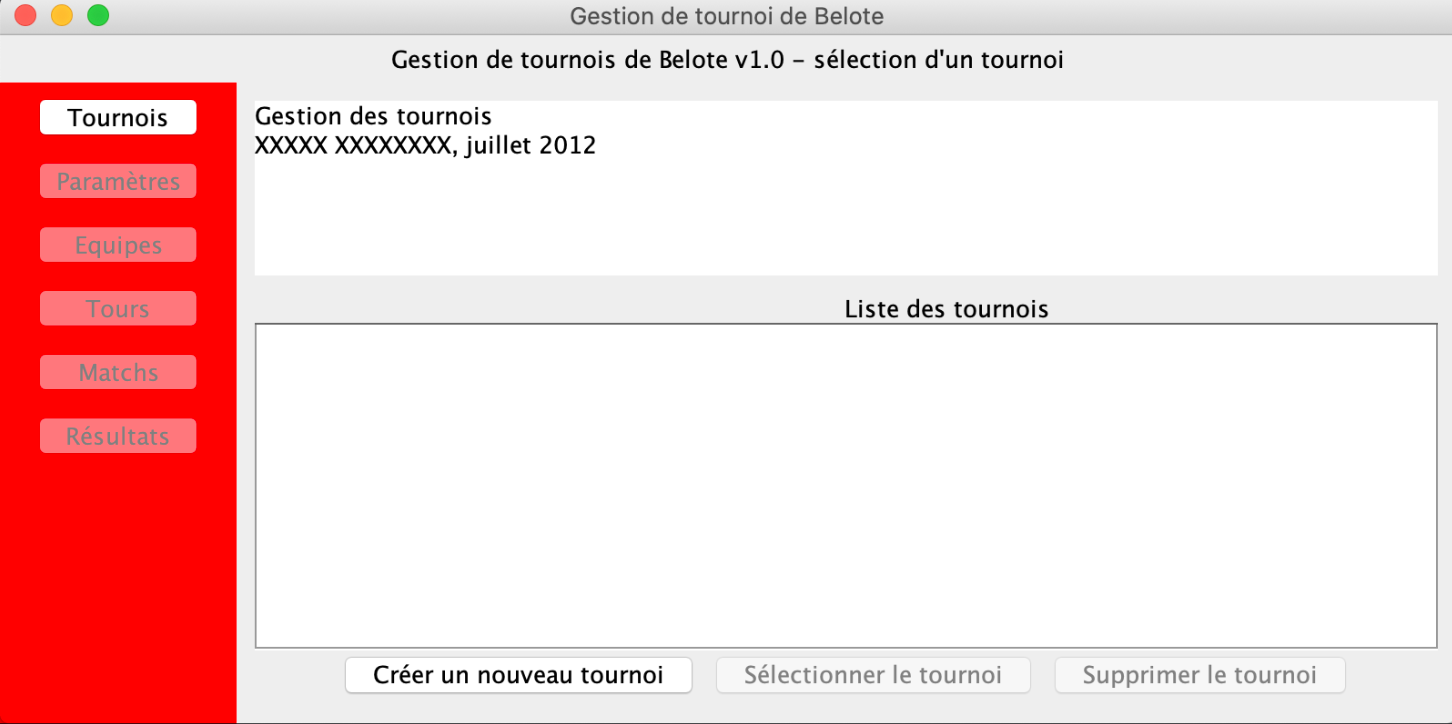 Gestion de tournoi de Belote
Gestion de tournois de Belote v1.0 - sélection d'un tournoi
Tournois
Paramètres
Equipes
Tours
Matchs
Résultats
Gestion des tournois
XXXXX XXXXXXXX, juillet 2012
Liste des tournois
Créer un nouveau tournoi
Sélectionner le tournoi
Supprimer le tournoi